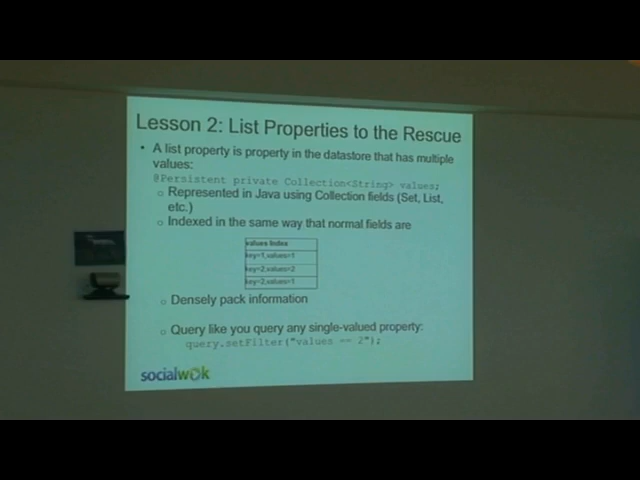 Lesson 2: List Properties to the Rescue
• A list property is property in the datastore that has multiple
values:
@Persistent private Collection<String> values;
○ Represented in Java using Collection fields (Set, List,
etc.)
○ Indexed in the same way that normal fields are
values Index
key=1,values=1
key=2,values=2
key=2,values=1
○ Densely pack information
○ Query like you query any single-valued property:
query.setFilter("values == 2");
socialwok